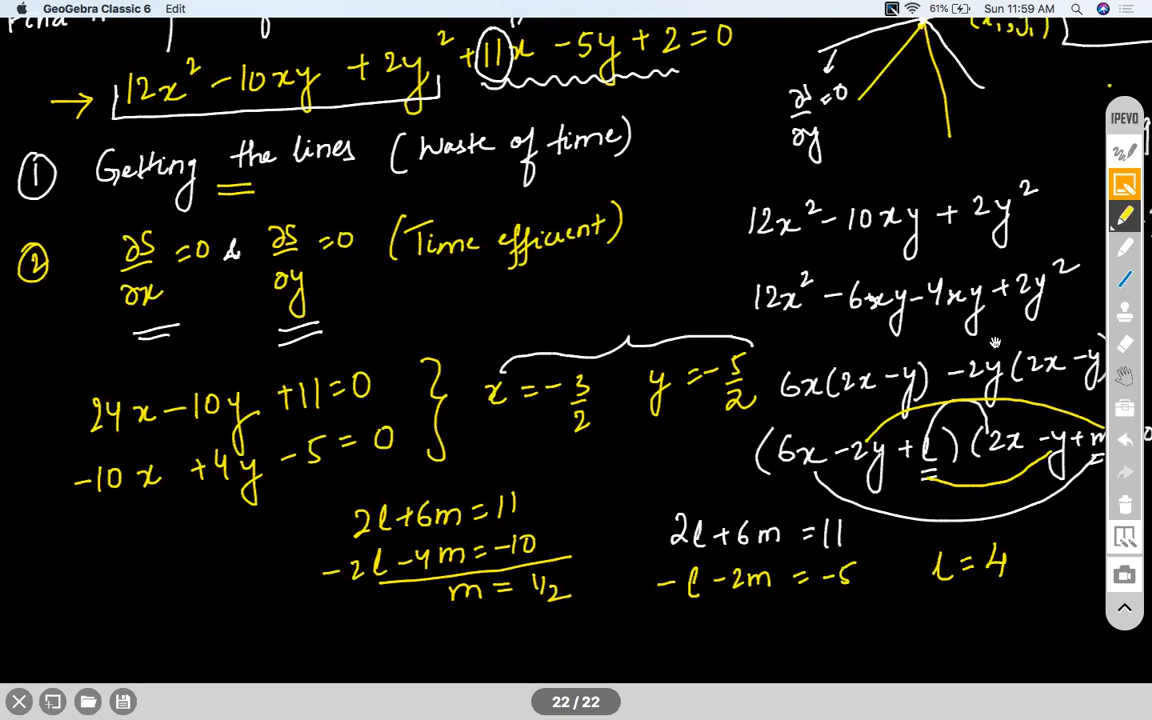 GeoGebra Classic 6 Edit 61% Sun 11:59 AM
(x₁, y₁)
→ 12x² - 10xy + 2y² + 11x - 5y + 2 = 0
∂S/∂y = 0
IPEVO
① Getting the lines (Waste of time)
② ∂S/∂x = 0 & ∂S/∂y = 0 (Time efficient)
12x² - 10xy + 2y²
12x² - 6xy - 4xy + 2y²
24x - 10y + 11 = 0
-10x + 4y - 5 = 0
x = -3/2 y = -5/2
6x(2x - y) - 2y(2x - y)
(6x - 2y + l)(2x - y + m
2l + 6m = 11
-2l - 4m = -10
m = 1/2
2l + 6m = 11
-l - 2m = -5
l = 4
22 / 22